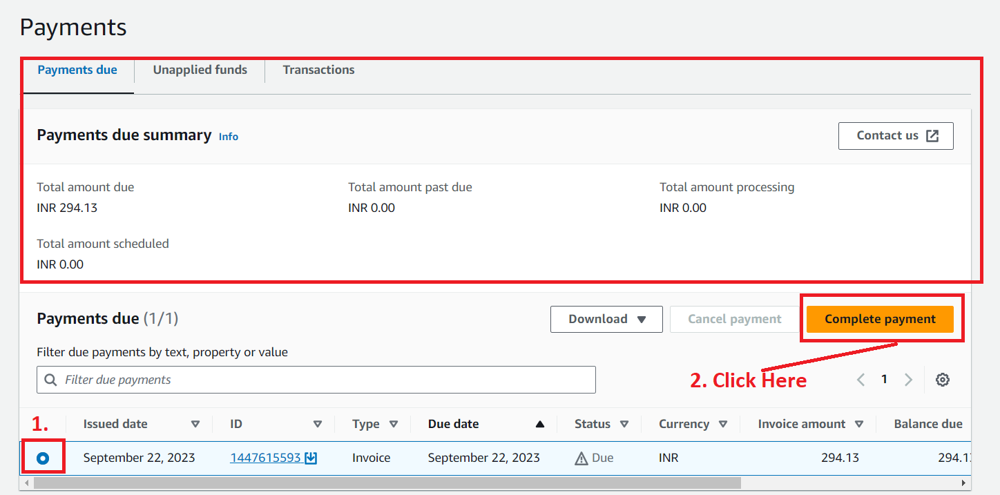 Payments
Payments due Unapplied funds Transactions
Payments due summary Info Contact us
Total amount due Total amount past due Total amount processing
INR 294.13 INR 0.00 INR 0.00
Total amount scheduled
INR 0.00
Payments due (1/1) Download Cancel payment Complete payment
Filter due payments by text, property or value
Filter due payments
2. Click Here 1
1. Issued date ID Type Due date Status Currency Invoice amount Balance due
September 22, 2023 1447615593 Invoice September 22, 2023 Due INR 294.13 294.1